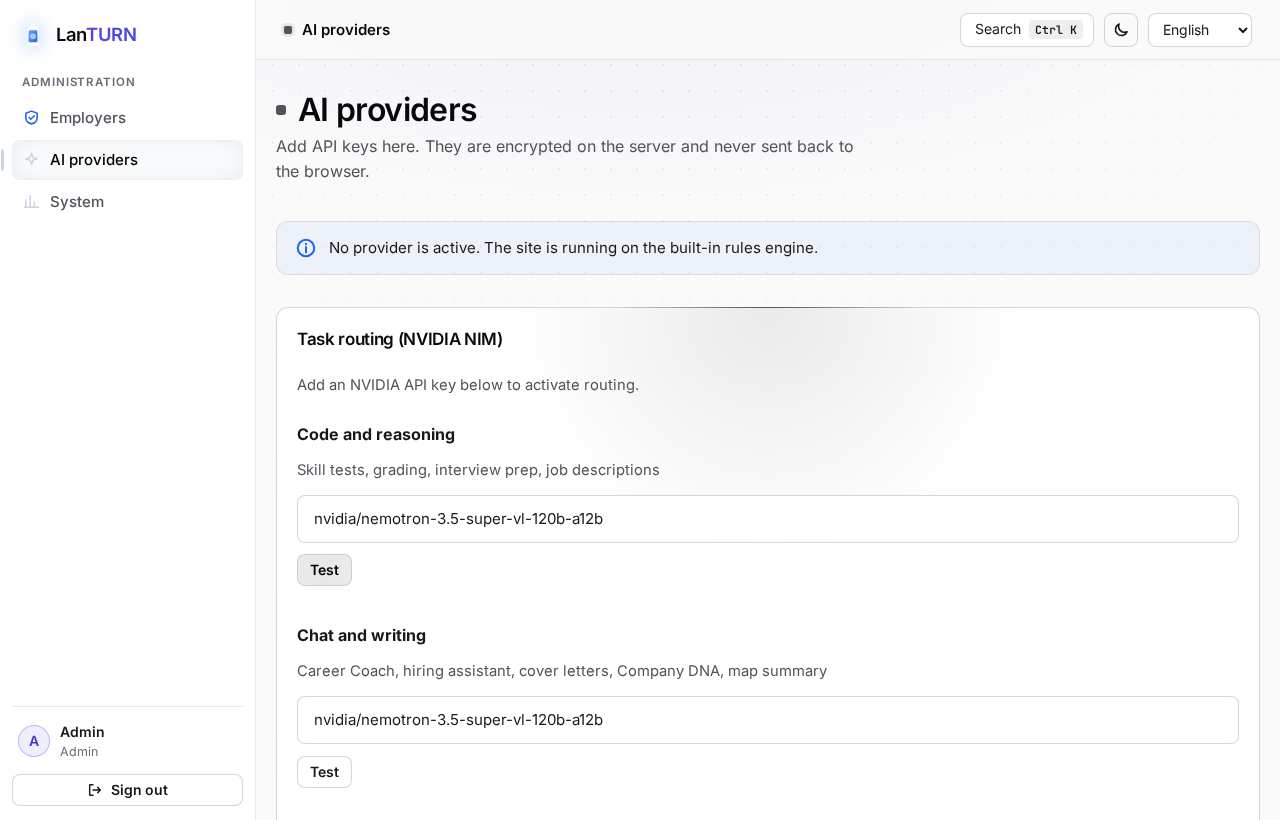 LanTURN
ADMINISTRATION
Employers
AI providers
System
A
Admin
Admin
Sign out
AI providers
Search Ctrl K
English
AI providers
Add API keys here. They are encrypted on the server and never sent back to
the browser.
No provider is active. The site is running on the built-in rules engine.
Task routing (NVIDIA NIM)
Add an NVIDIA API key below to activate routing.
Code and reasoning
Skill tests, grading, interview prep, job descriptions
nvidia/nemotron-3.5-super-vl-120b-a12b
Test
Chat and writing
Career Coach, hiring assistant, cover letters, Company DNA, map summary
nvidia/nemotron-3.5-super-vl-120b-a12b
Test